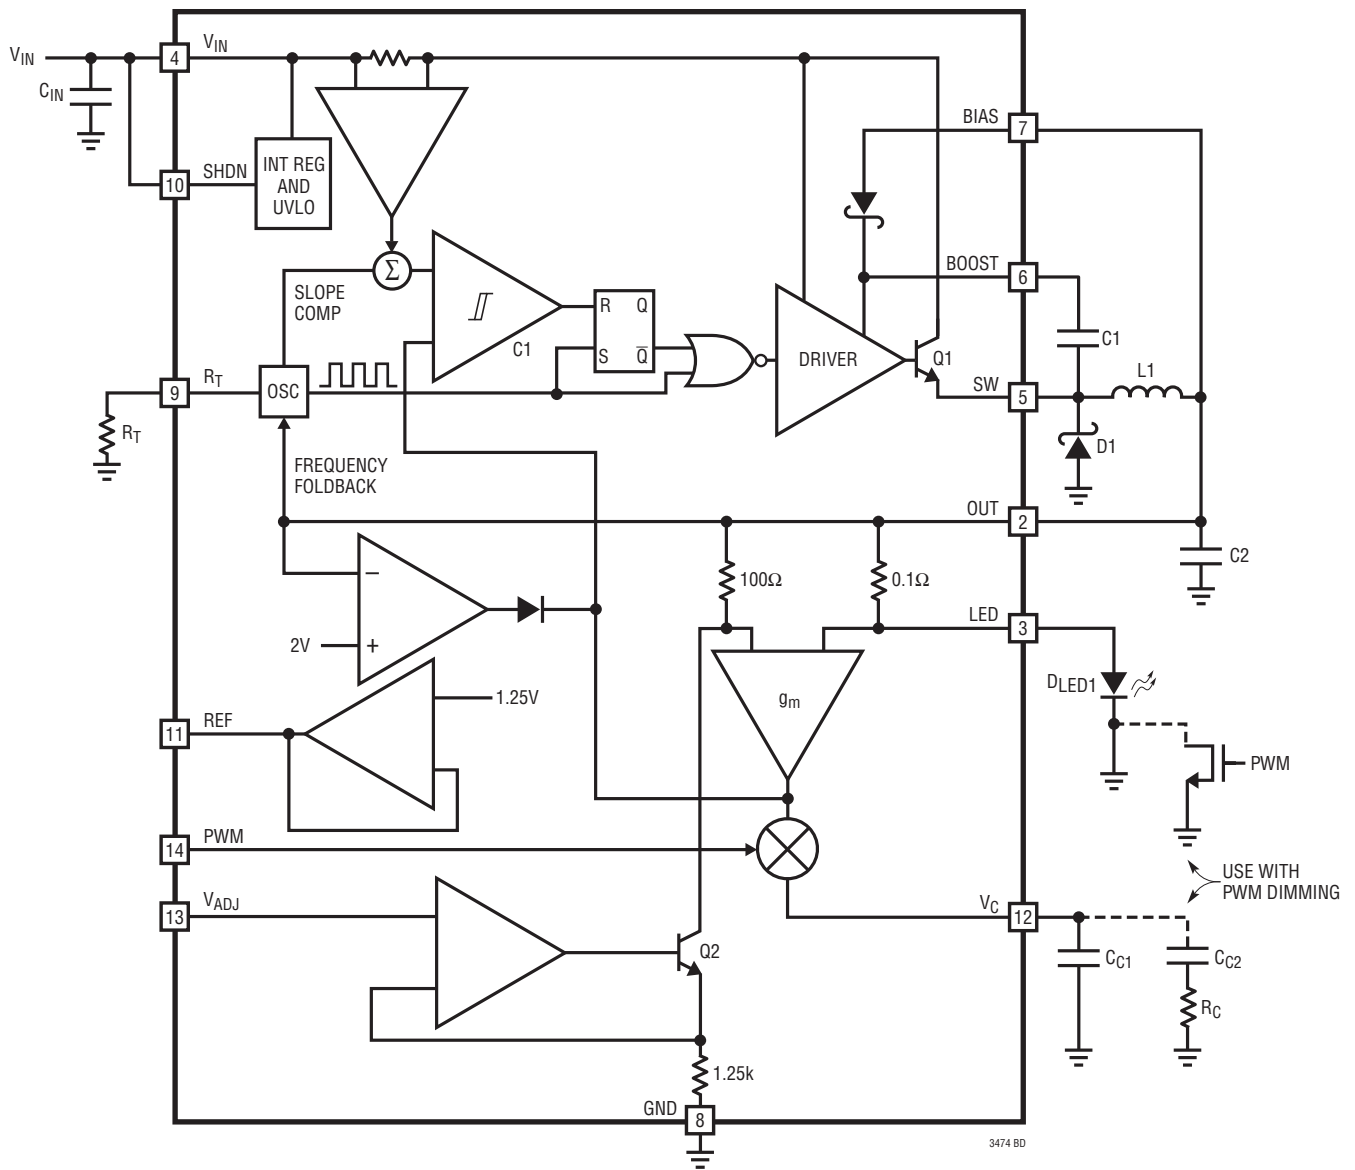 VIN
4
VIN
CIN
BIAS
7
10
SHDN
INT REG
AND
UVLO
Σ
BOOST
6
SLOPE
COMP
R
Q
S
Q̅
C1
DRIVER
Q1
C1
L1
9
RT
OSC
SW
5
RT
D1
FREQUENCY
FOLDBACK
OUT
2
C2
−
100Ω
0.1Ω
2V
+
LED
3
DLED1
gm
1.25V
11
REF
PWM
14
PWM
USE WITH
PWM DIMMING
13
VADJ
VC
12
Q2
CC1
CC2
RC
1.25k
GND
8
3474 BD